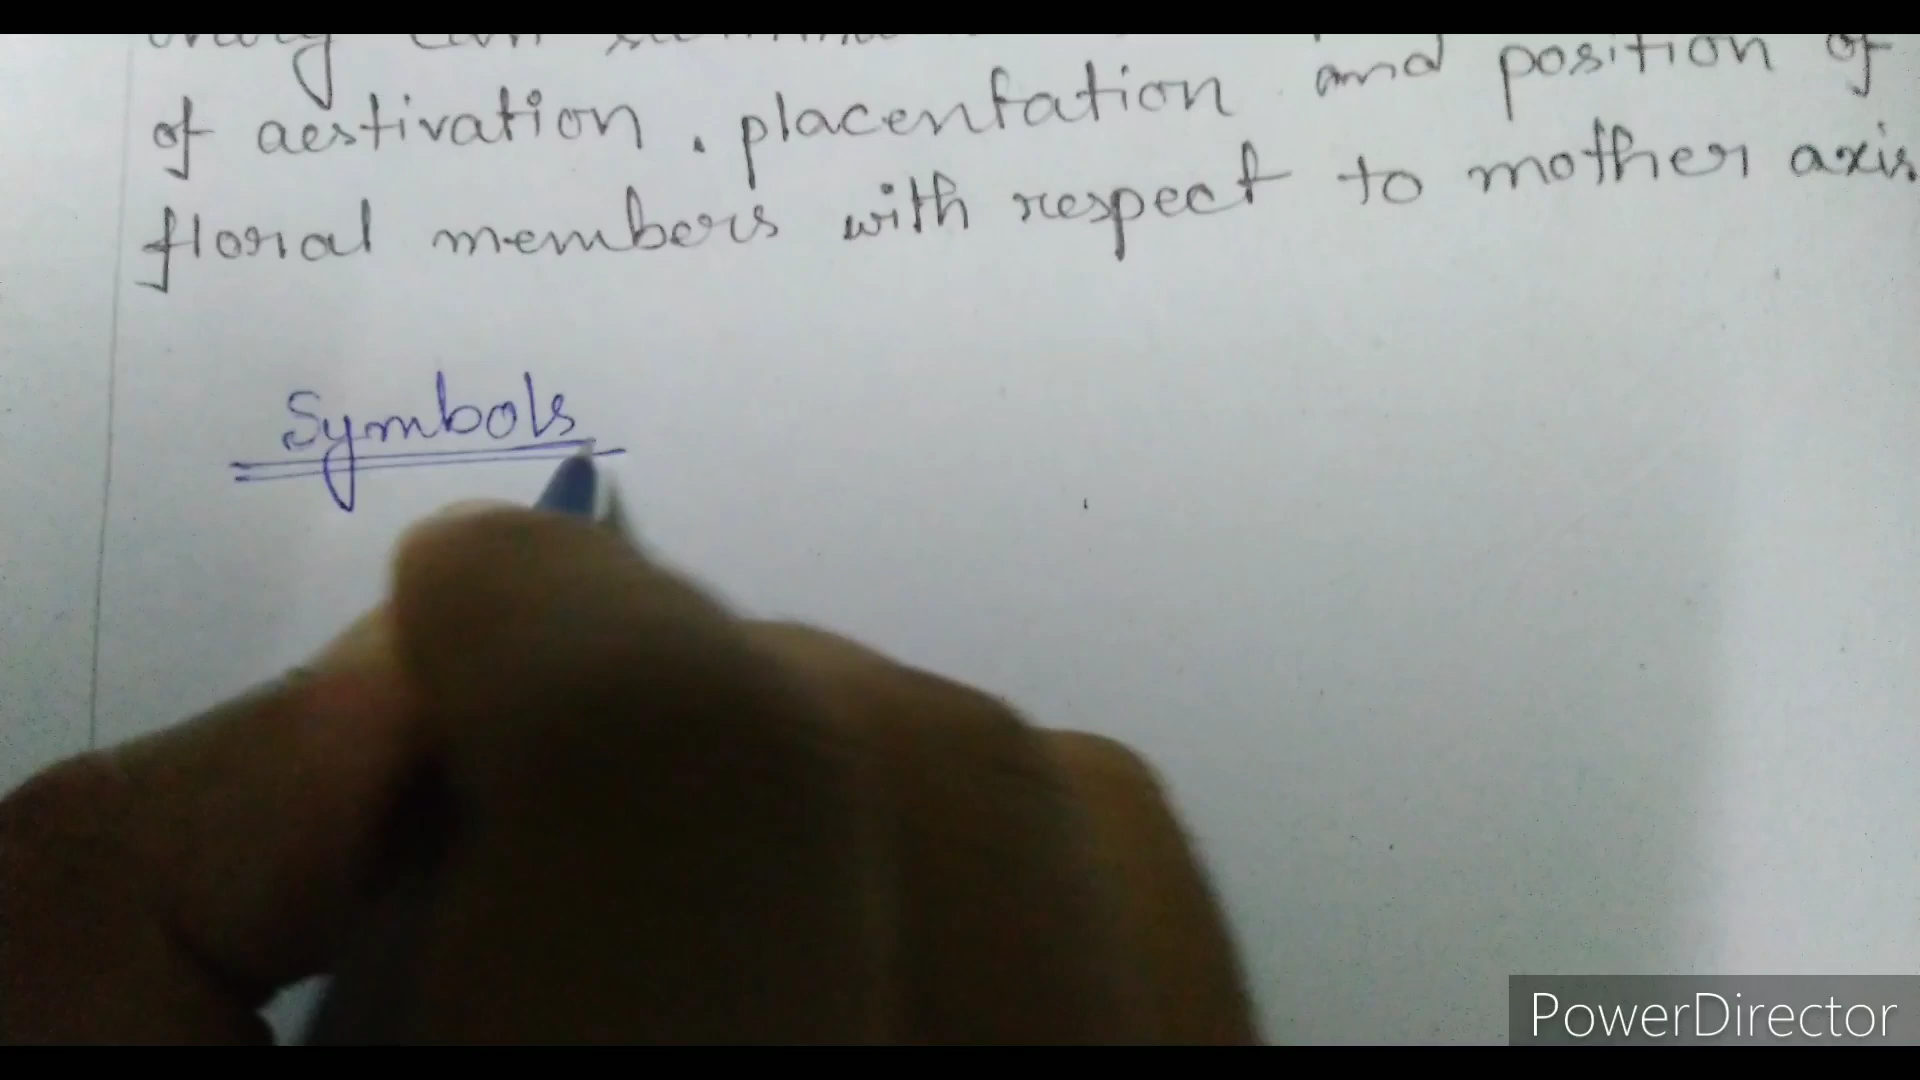 of aestivation, placentation and position of
floral members with respect to mother axis
Symbols
PowerDirector